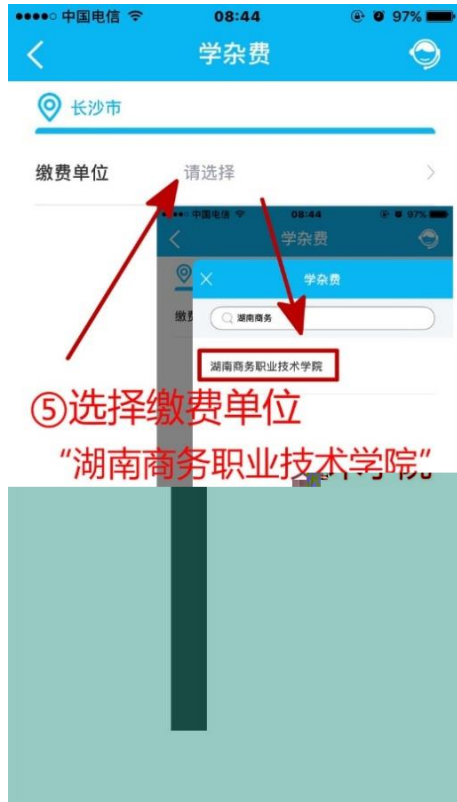 中国电信 08:44 97%
学杂费
长沙市
缴费单位 请选择
中国电信 08:44 97%
学杂费
学杂费
缴费
湖南商务
湖南商务职业技术学院
⑤选择缴费单位
“湖南商务职业技术学院”